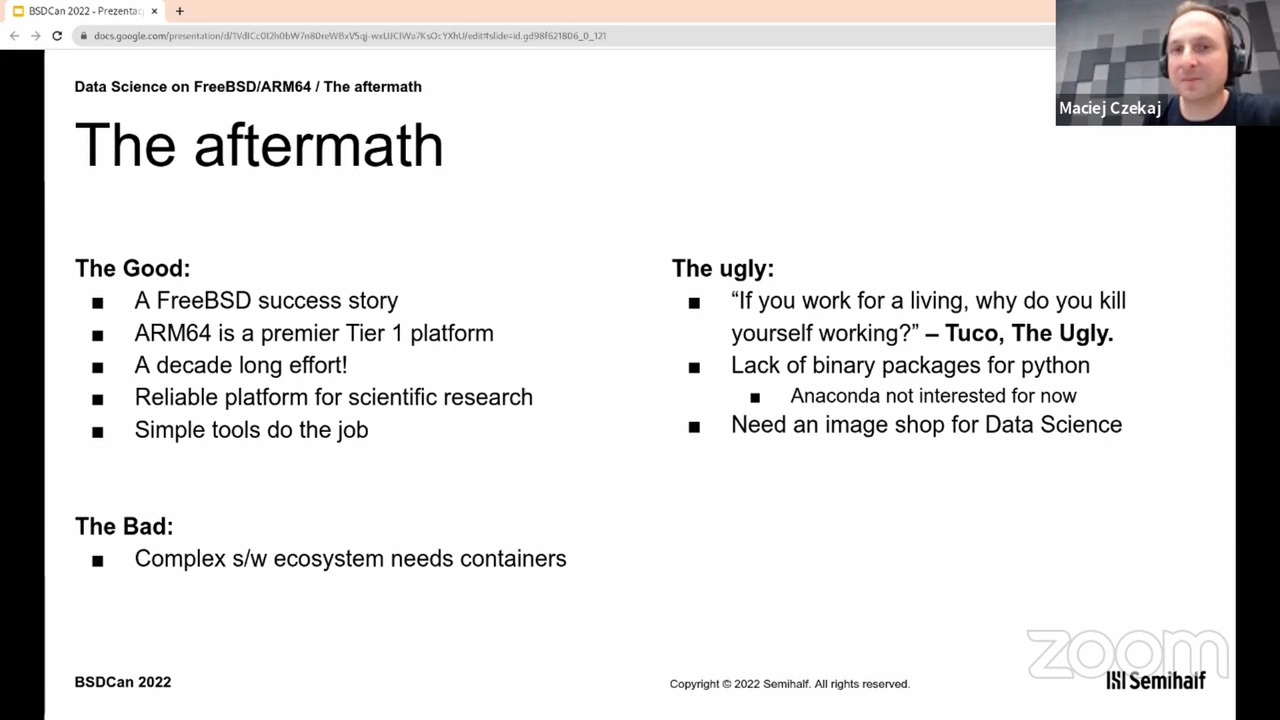 BSDCan 2022 - Prezentac
docs.google.com/presentation/d/1VdICc0I2h0bW7n80reWBxV5qj-wxUJCIWa7KsOcYXhU/edit#slide=id.gd98f621806_0_121
Maciej Czekaj
Data Science on FreeBSD/ARM64 / The aftermath
The aftermath
The Good:
■ A FreeBSD success story
■ ARM64 is a premier Tier 1 platform
■ A decade long effort!
■ Reliable platform for scientific research
■ Simple tools do the job
The Bad:
■ Complex s/w ecosystem needs containers
The ugly:
■ “If you work for a living, why do you kill
yourself working?” – Tuco, The Ugly.
■ Lack of binary packages for python
■ Anaconda not interested for now
■ Need an image shop for Data Science
zoom
BSDCan 2022
Copyright © 2022 Semihalf. All rights reserved.
Semihalf